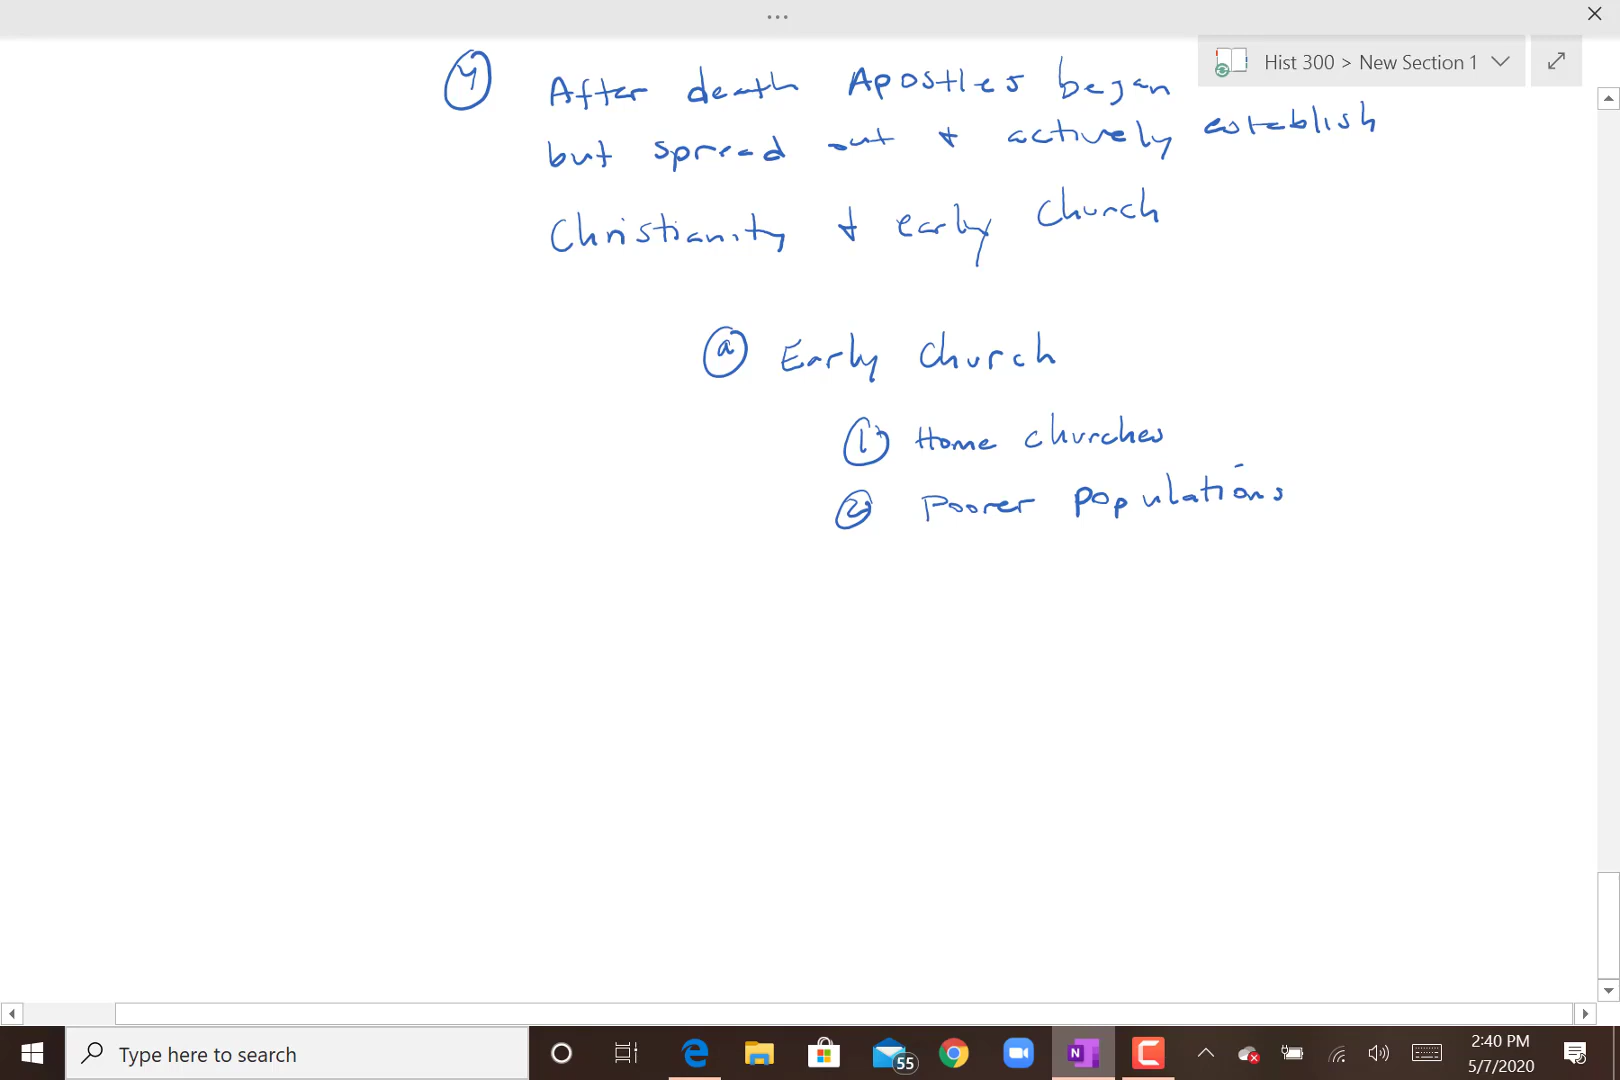 Hist 300 > New Section 1
4 After death Apostles began
but spread out & actively establish
Christianity & early church
a Early Church
1 Home churches
2 Poorer populations
Type here to search
55
2:40 PM
5/7/2020